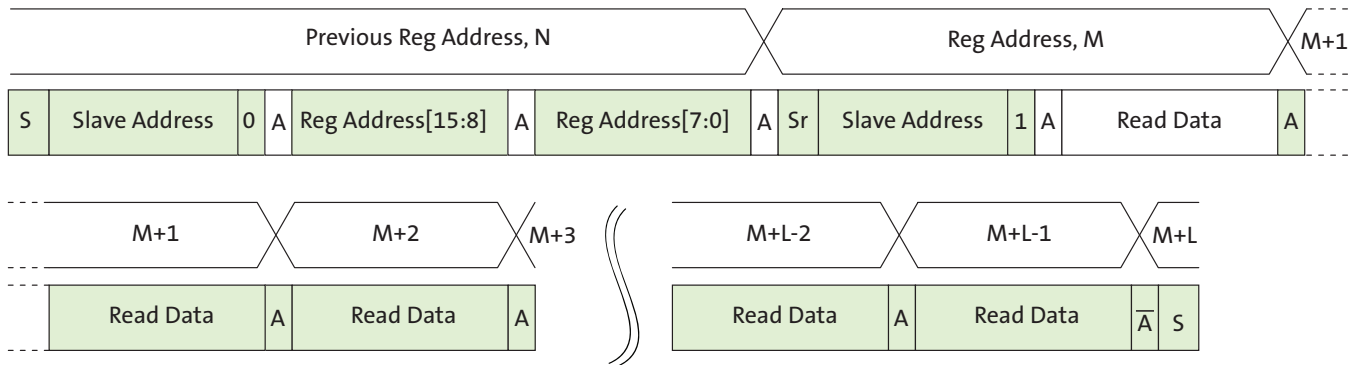 Previous Reg Address, N Reg Address, M M+1
S Slave Address 0 A Reg Address[15:8] A Reg Address[7:0] A Sr Slave Address 1 A Read Data A
M+1 M+2 M+3 M+L-2 M+L-1 M+L
Read Data A Read Data A Read Data A Read Data A̅ S